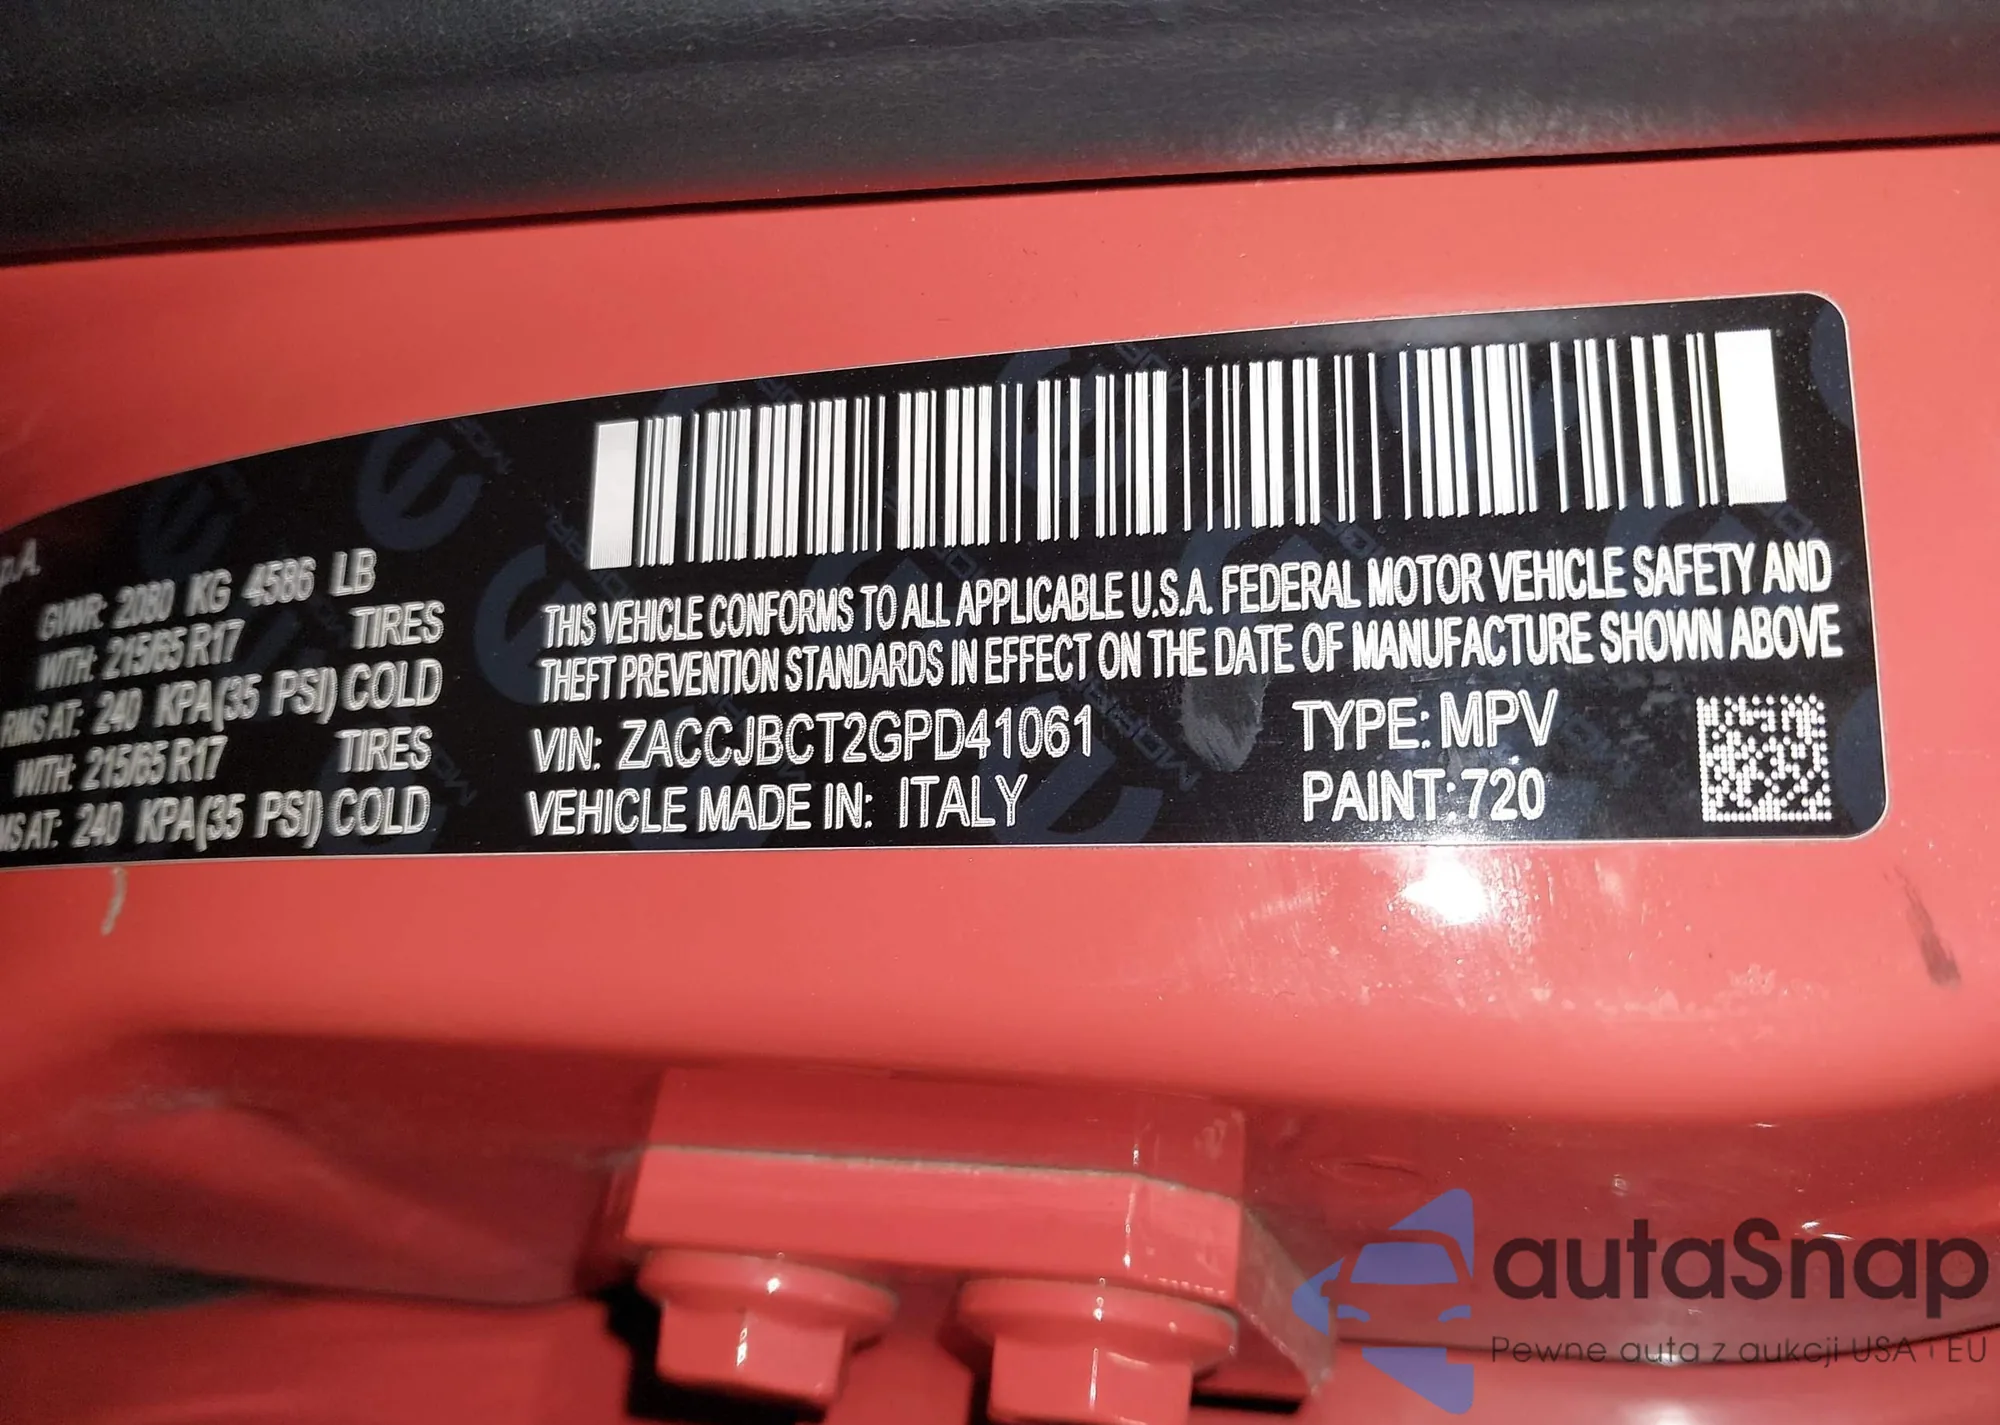 p.A.
GVWR: 2080 KG 4586 LB
WITH: 215/65 R17 TIRES
RIMS AT: 240 KPA(35 PSI) COLD
WITH: 215/65 R17 TIRES
MS AT: 240 KPA(35 PSI) COLD
THIS VEHICLE CONFORMS TO ALL APPLICABLE U.S.A. FEDERAL MOTOR VEHICLE SAFETY AND
THEFT PREVENTION STANDARDS IN EFFECT ON THE DATE OF MANUFACTURE SHOWN ABOVE
VIN: ZACCJBCT2GPD41061 TYPE: MPV
VEHICLE MADE IN: ITALY PAINT: 720
autaSnap
Pewne auta z aukcji USA i EU